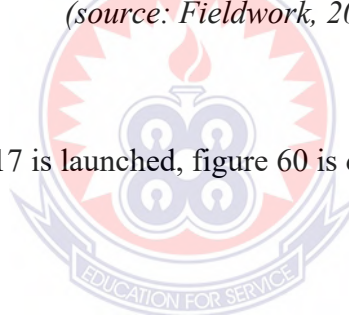 (source: Fieldwork, 20
17 is launched, figure 60 is
EDUCATION FOR SERVICE